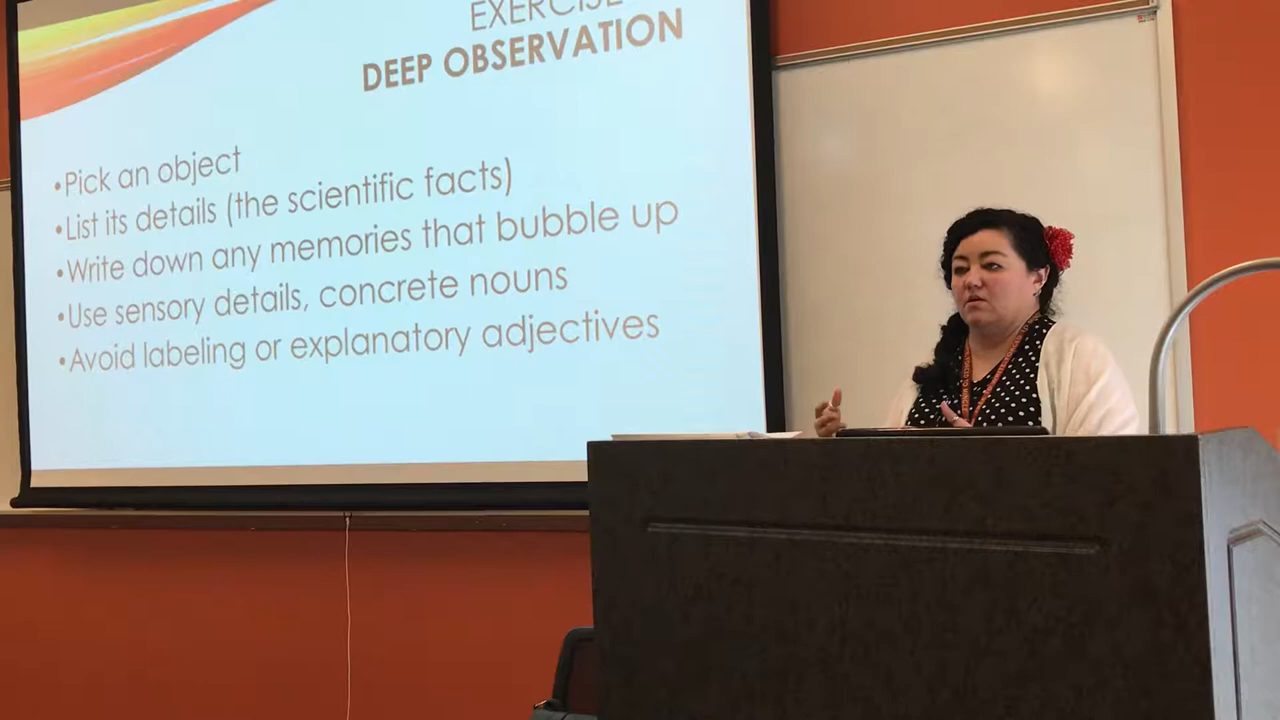 EXERCISE
DEEP OBSERVATION
•Pick an object
•List its details (the scientific facts)
•Write down any memories that bubble up
•Use sensory details, concrete nouns
•Avoid labeling or explanatory adjectives